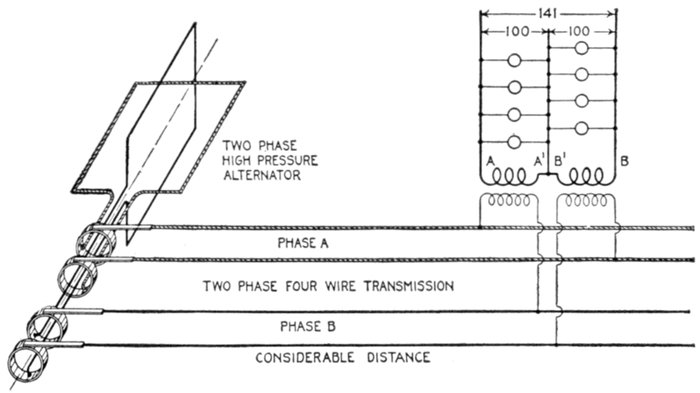 141
100 100
TWO PHASE
HIGH PRESSURE
ALTERNATOR
A A' B' B
PHASE A
TWO PHASE FOUR WIRE TRANSMISSION
PHASE B
CONSIDERABLE DISTANCE